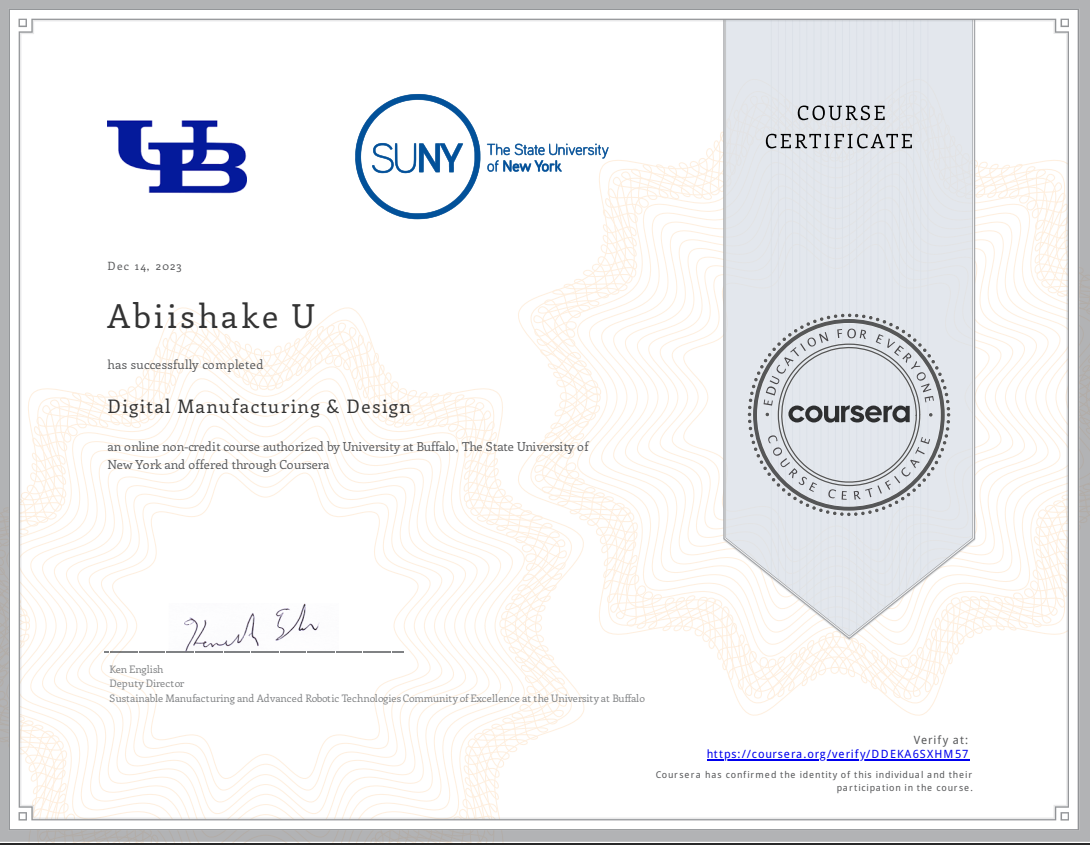 UB
SUNY
The State University
of New York
COURSE
CERTIFICATE
Dec 14, 2023
Abiishake U
has successfully completed
Digital Manufacturing & Design
an online non-credit course authorized by University at Buffalo, The State University of
New York and offered through Coursera
EDUCATION FOR EVERYONE
coursera
COURSE CERTIFICATE
Ken English
Deputy Director
Sustainable Manufacturing and Advanced Robotic Technologies Community of Excellence at the University at Buffalo
Verify at:
https://coursera.org/verify/DDEKA6SXHM57
Coursera has confirmed the identity of this individual and their
participation in the course.